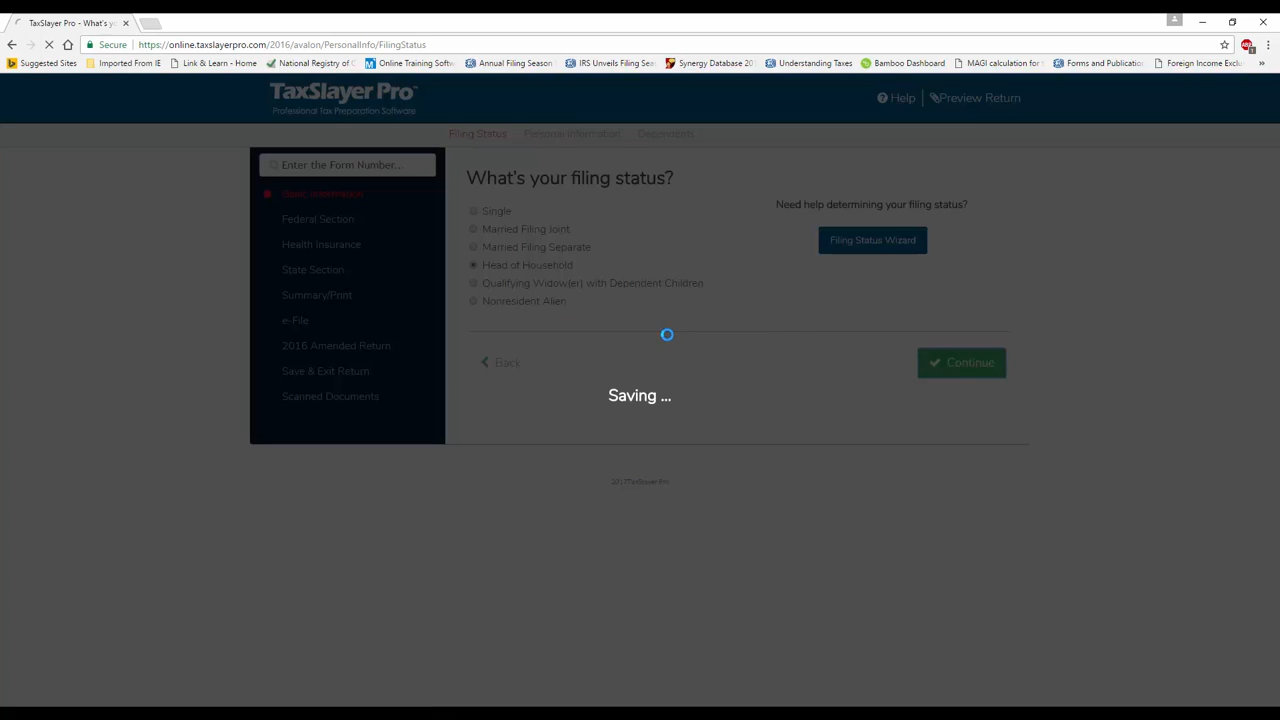 TaxSlayer Pro - What's yo
Secure https://online.taxslayerpro.com/2016/avalon/PersonalInfo/FilingStatus
Suggested Sites Imported From IE Link & Learn - Home National Registry of C Online Training Softw Annual Filing Season IRS Unveils Filing Seas Synergy Database 201 Understanding Taxes Bamboo Dashboard MAGI calculation for Forms and Publication Foreign Income Exclu »
TaxSlayer Pro™
Professional Tax Preparation Software
Help Preview Return
Filing Status Personal Information Dependents
Enter the Form Number...
Basic Information
Federal Section
Health Insurance
State Section
Summary/Print
e-File
2016 Amended Return
Save & Exit Return
Scanned Documents
What's your filing status?
Single
Married Filing Joint
Married Filing Separate
Head of Household
Qualifying Widow(er) with Dependent Children
Nonresident Alien
Need help determining your filing status?
Filing Status Wizard
Back
Continue
Saving ...
2017TaxSlayer Pro